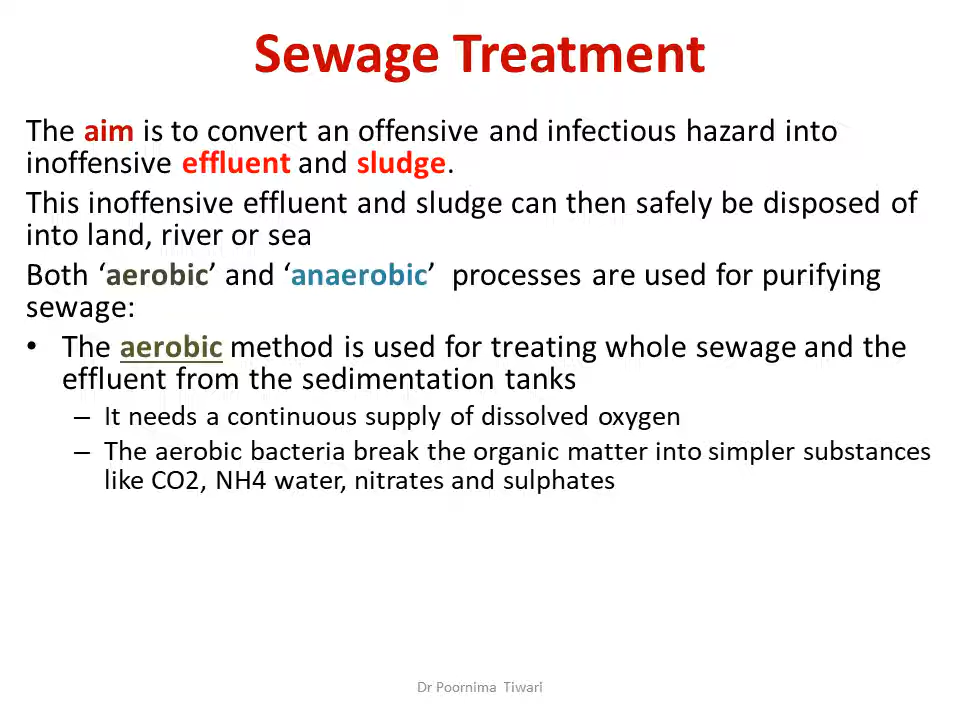 Sewage Treatment
The aim is to convert an offensive and infectious hazard into
inoffensive effluent and sludge.
This inoffensive effluent and sludge can then safely be disposed of
into land, river or sea
Both ‘aerobic’ and ‘anaerobic’ processes are used for purifying
sewage:
• The aerobic method is used for treating whole sewage and the
effluent from the sedimentation tanks
– It needs a continuous supply of dissolved oxygen
– The aerobic bacteria break the organic matter into simpler substances
like CO2, NH4 water, nitrates and sulphates
Dr Poornima Tiwari